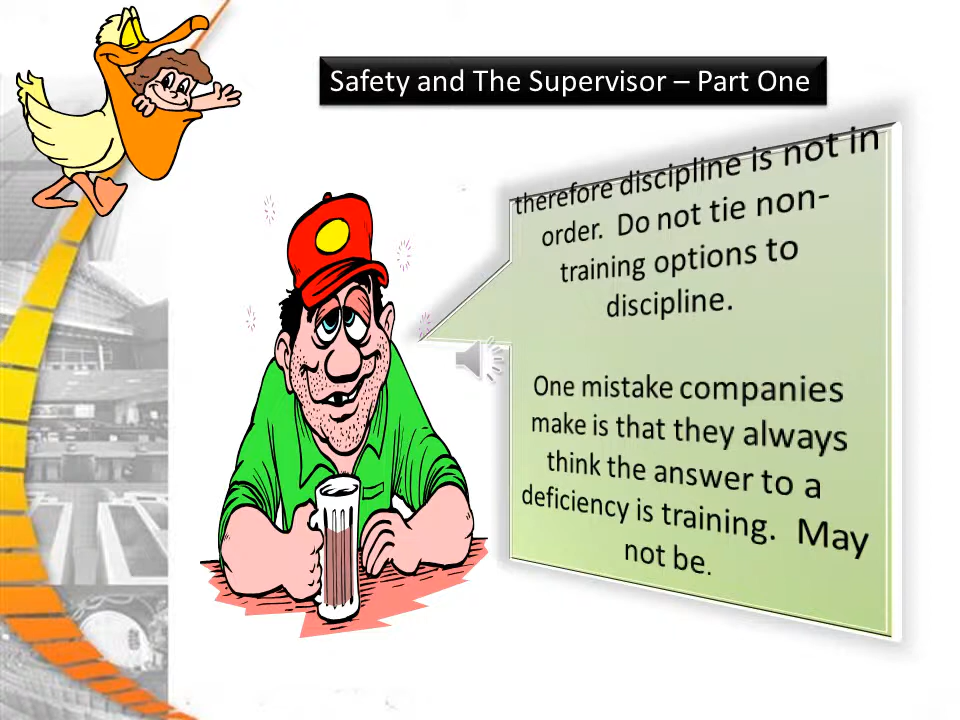 Safety and The Supervisor – Part One
therefore discipline is not in
order. Do not tie non-
training options to
discipline.
One mistake companies
make is that they always
think the answer to a
deficiency is training. May
not be.